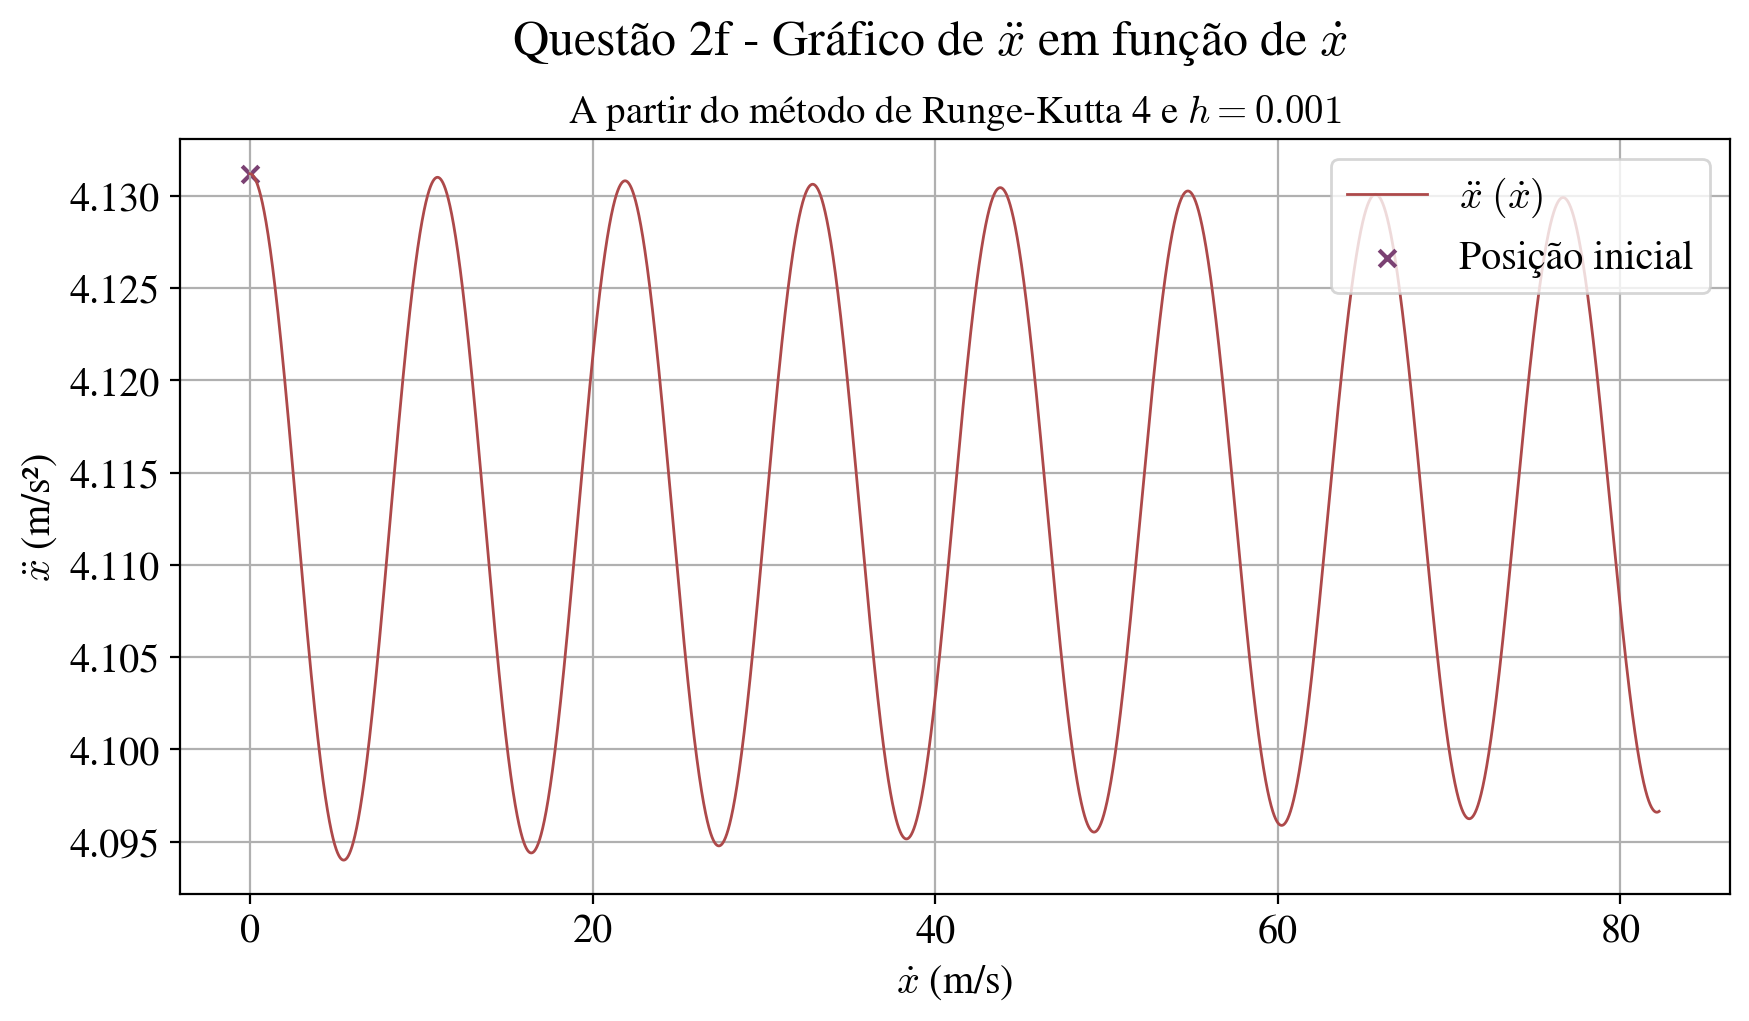 Questão 2f - Gráfico de ẍ em função de ẋ
A partir do método de Runge-Kutta 4 e h = 0.001
ẍ (m/s²)
4.130
4.125
4.120
4.115
4.110
4.105
4.100
4.095
ẍ (ẋ)
Posição inicial
0 20 40 60 80
ẋ (m/s)